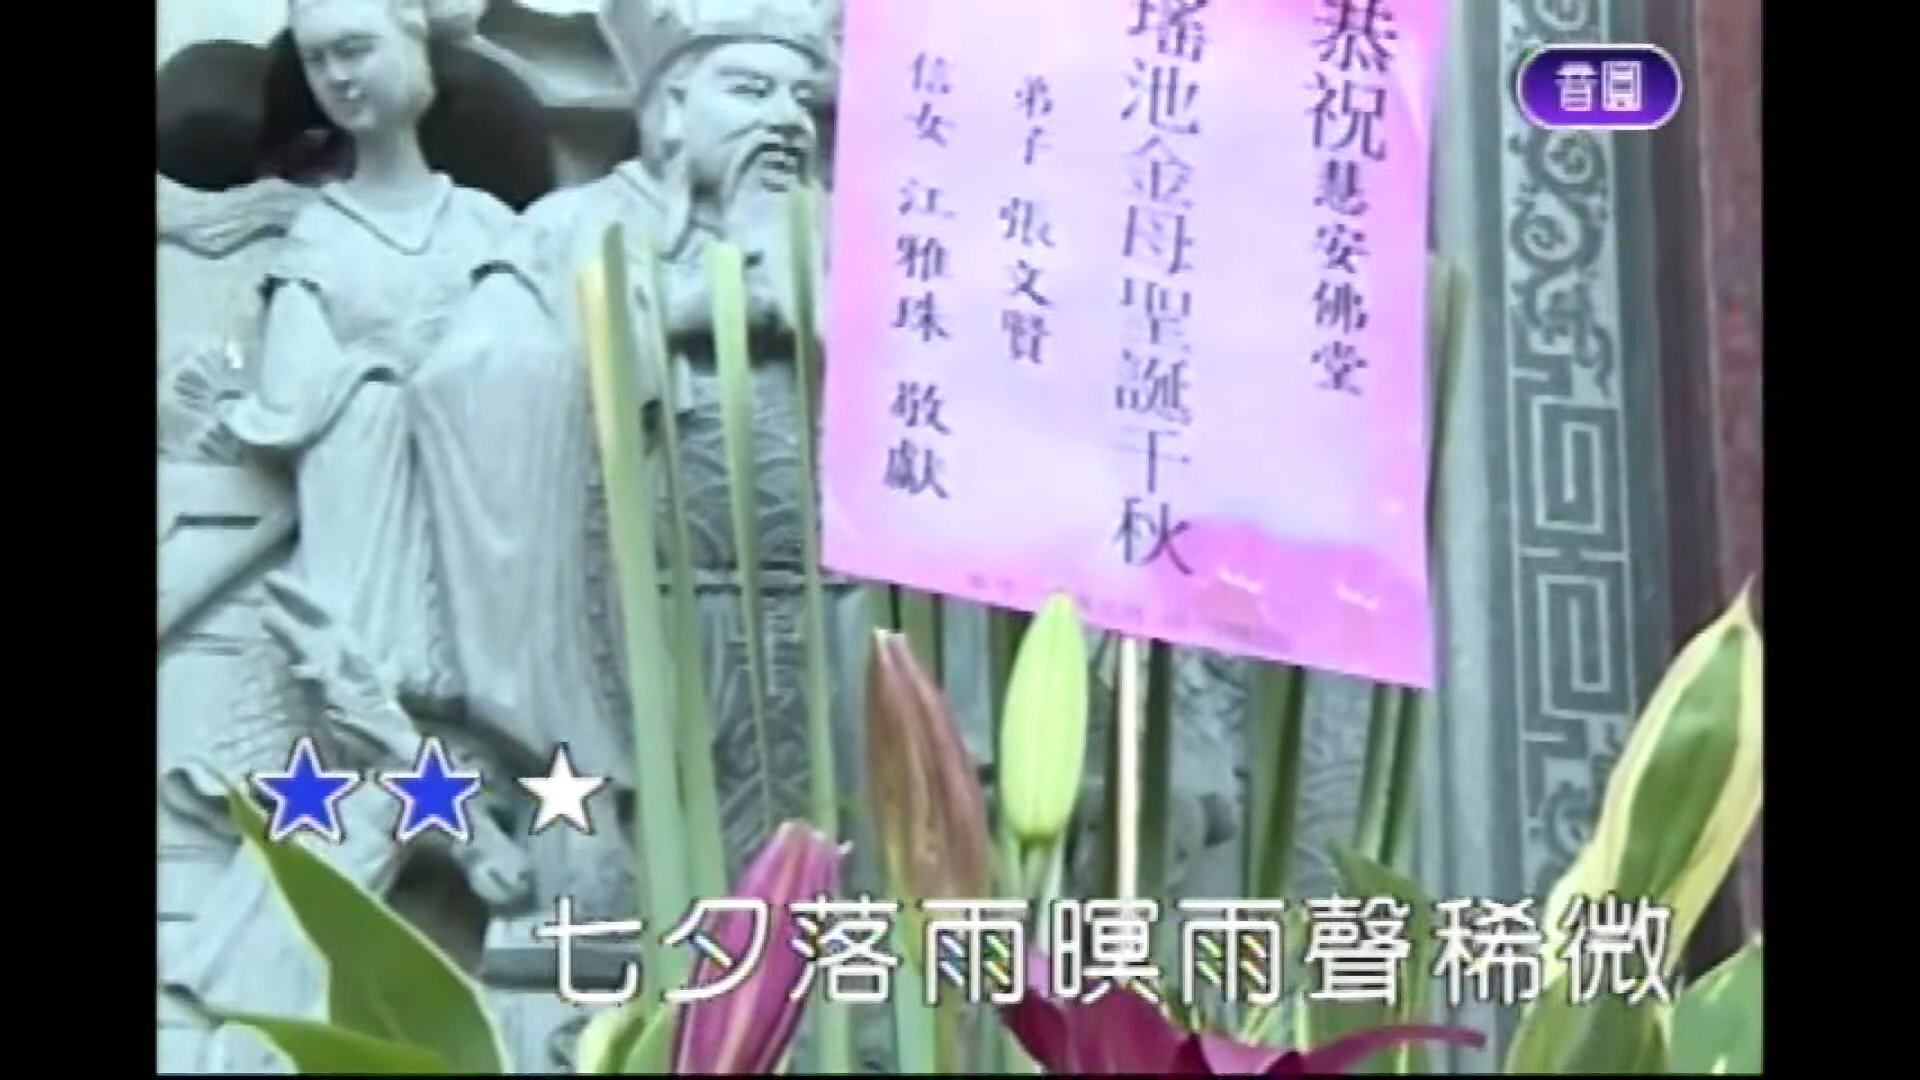 恭祝慧安佛堂
瑤池金母聖誕千秋
弟子 張文賢
信女 江雅珠 敬獻
音圓
七夕落雨暝雨聲稀微